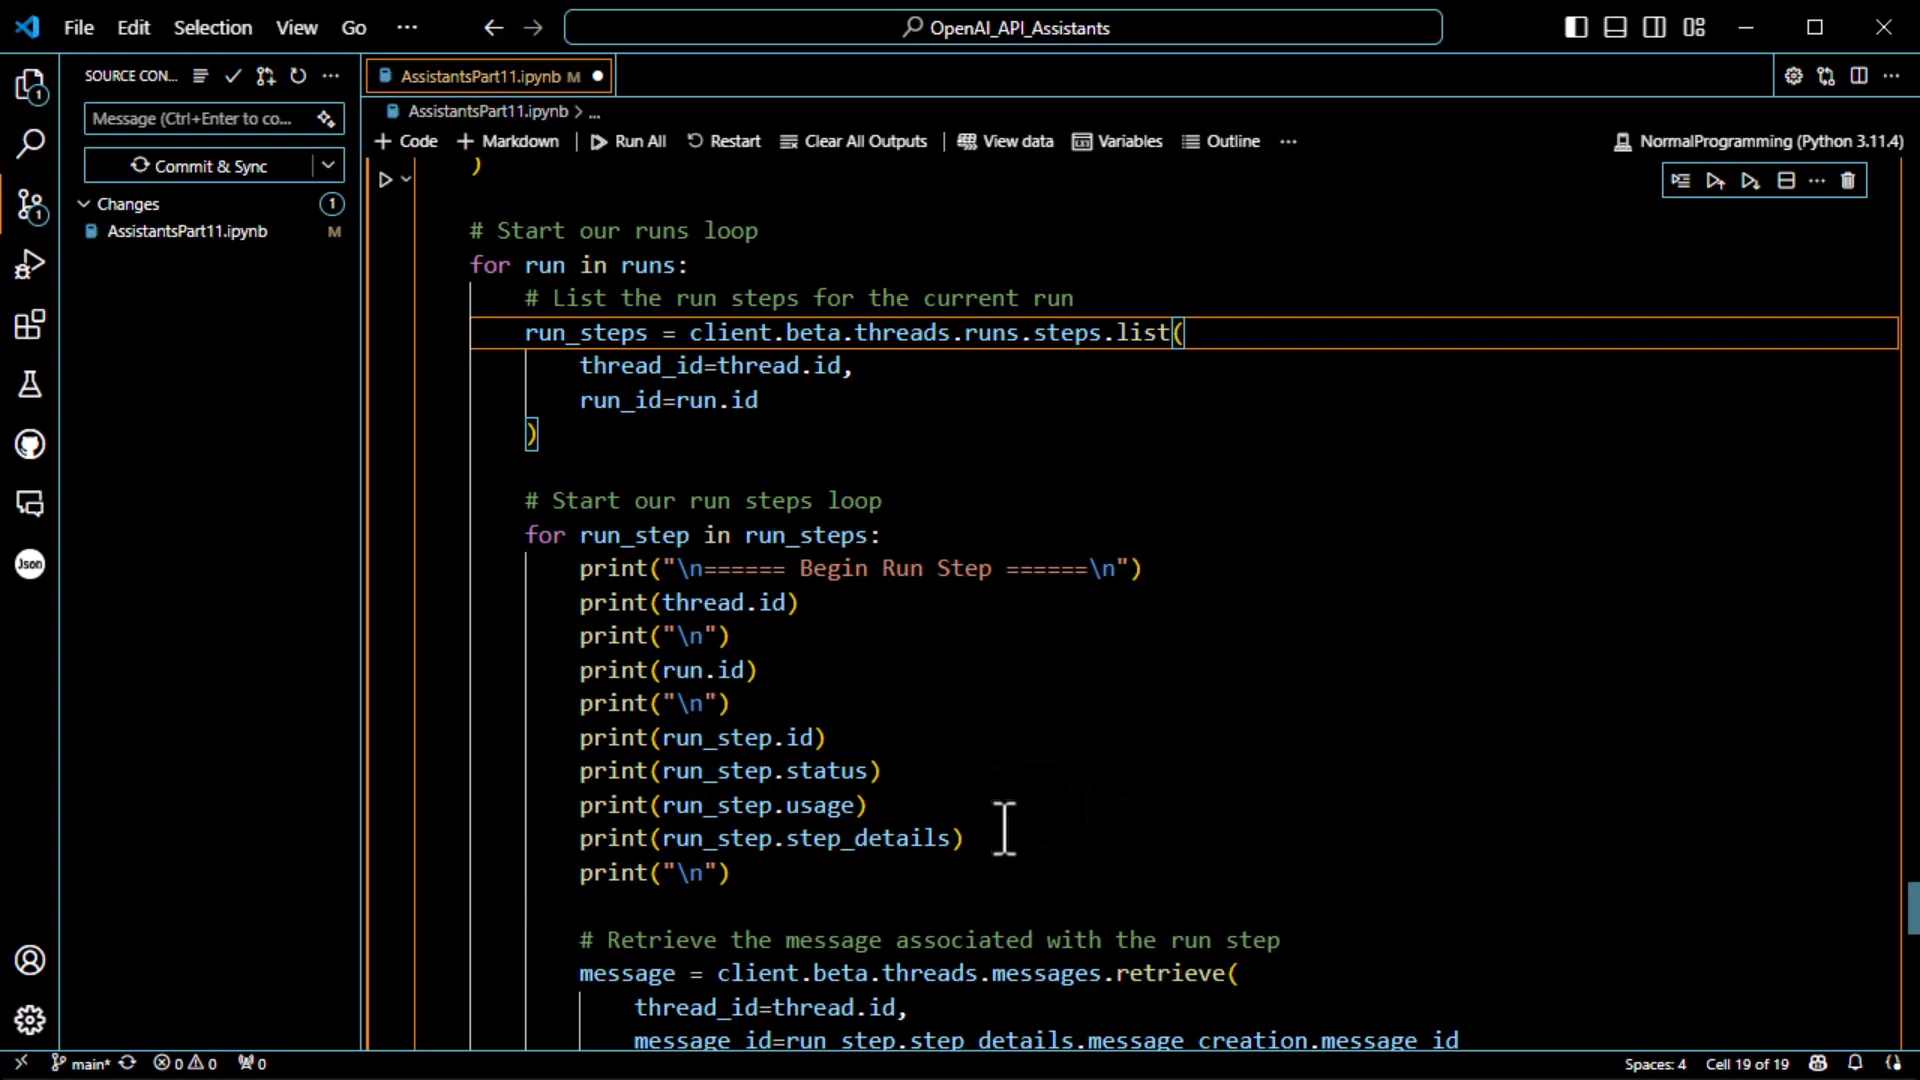 File Edit Selection View Go ··· OpenAI_API_Assistants
SOURCE CON...
Message (Ctrl+Enter to co...
Commit & Sync
Changes 1
AssistantsPart11.ipynb M
AssistantsPart11.ipynb M
AssistantsPart11.ipynb > ...
+ Code + Markdown Run All Restart Clear All Outputs View data Variables Outline ··· NormalProgramming (Python 3.11.4)
)
# Start our runs loop
for run in runs:
# List the run steps for the current run
run_steps = client.beta.threads.runs.steps.list(
thread_id=thread.id,
run_id=run.id
)
# Start our run steps loop
for run_step in run_steps:
print("\n====== Begin Run Step ======\n")
print(thread.id)
print("\n")
print(run.id)
print("\n")
print(run_step.id)
print(run_step.status)
print(run_step.usage)
print(run_step.step_details)
print("\n")
# Retrieve the message associated with the run step
message = client.beta.threads.messages.retrieve(
thread_id=thread.id,
message_id=run_step.step_details.message_creation.message_id
1
1
Json
main* 0 0 0 Spaces: 4 Cell 19 of 19